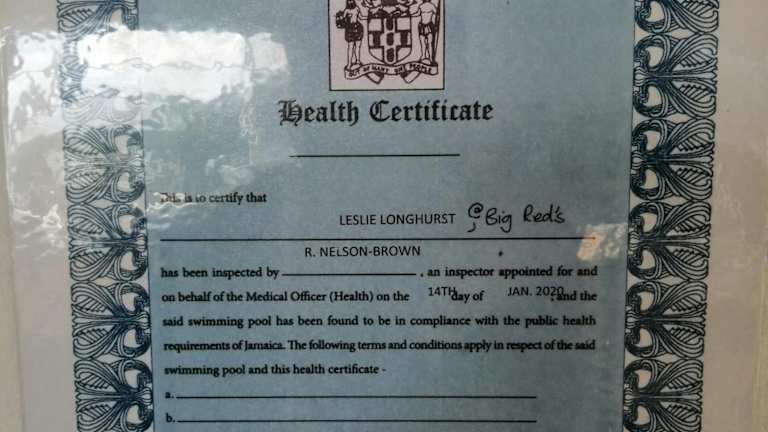 OUT OF MANY ONE PEOPLE
Health Certificate
This is to certify that
LESLIE LONGHURST @ Big Red's
R. NELSON-BROWN
has been inspected by , an inspector appointed for and
on behalf of the Medical Officer (Health) on the 14TH day of JAN. 2020, and the
said swimming pool has been found to be in compliance with the public health
requirements of Jamaica. The following terms and conditions apply in respect of the said
swimming pool and this health certificate -
a.
b.